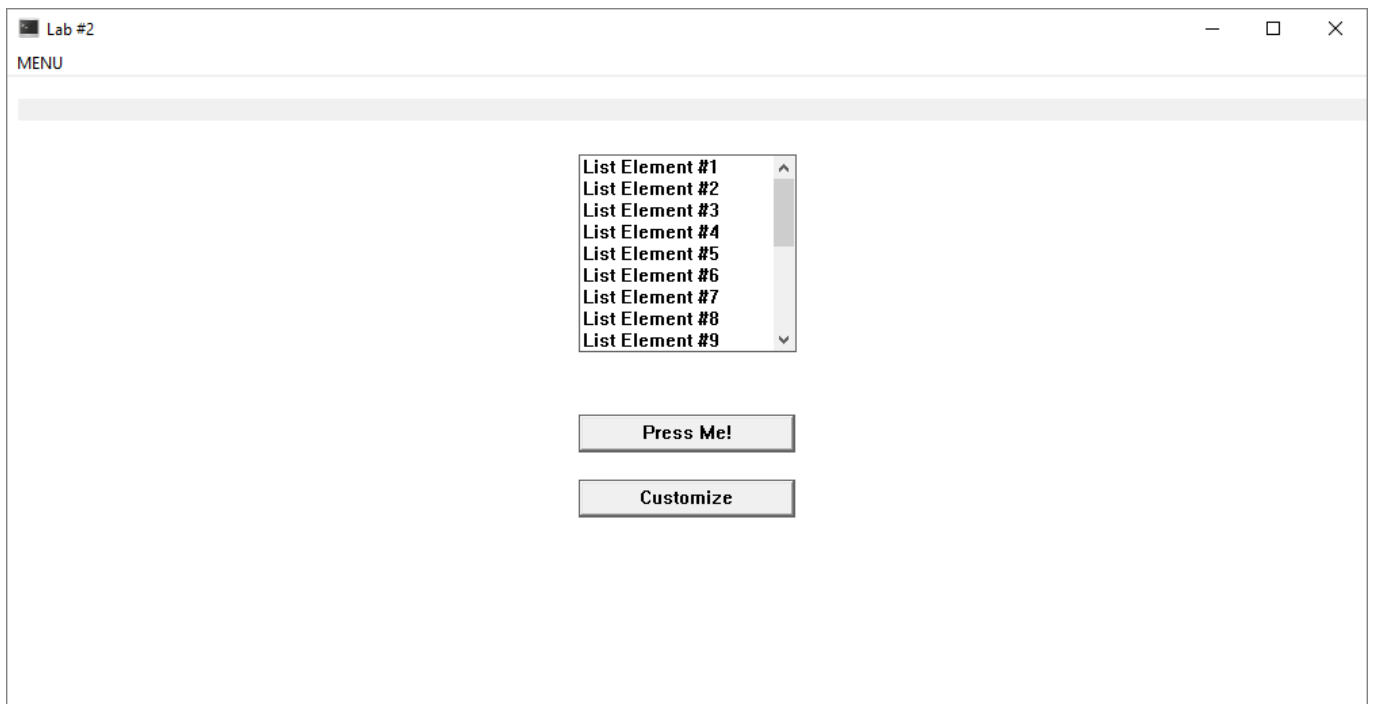 Lab #2
MENU
List Element #1
List Element #2
List Element #3
List Element #4
List Element #5
List Element #6
List Element #7
List Element #8
List Element #9
Press Me!
Customize